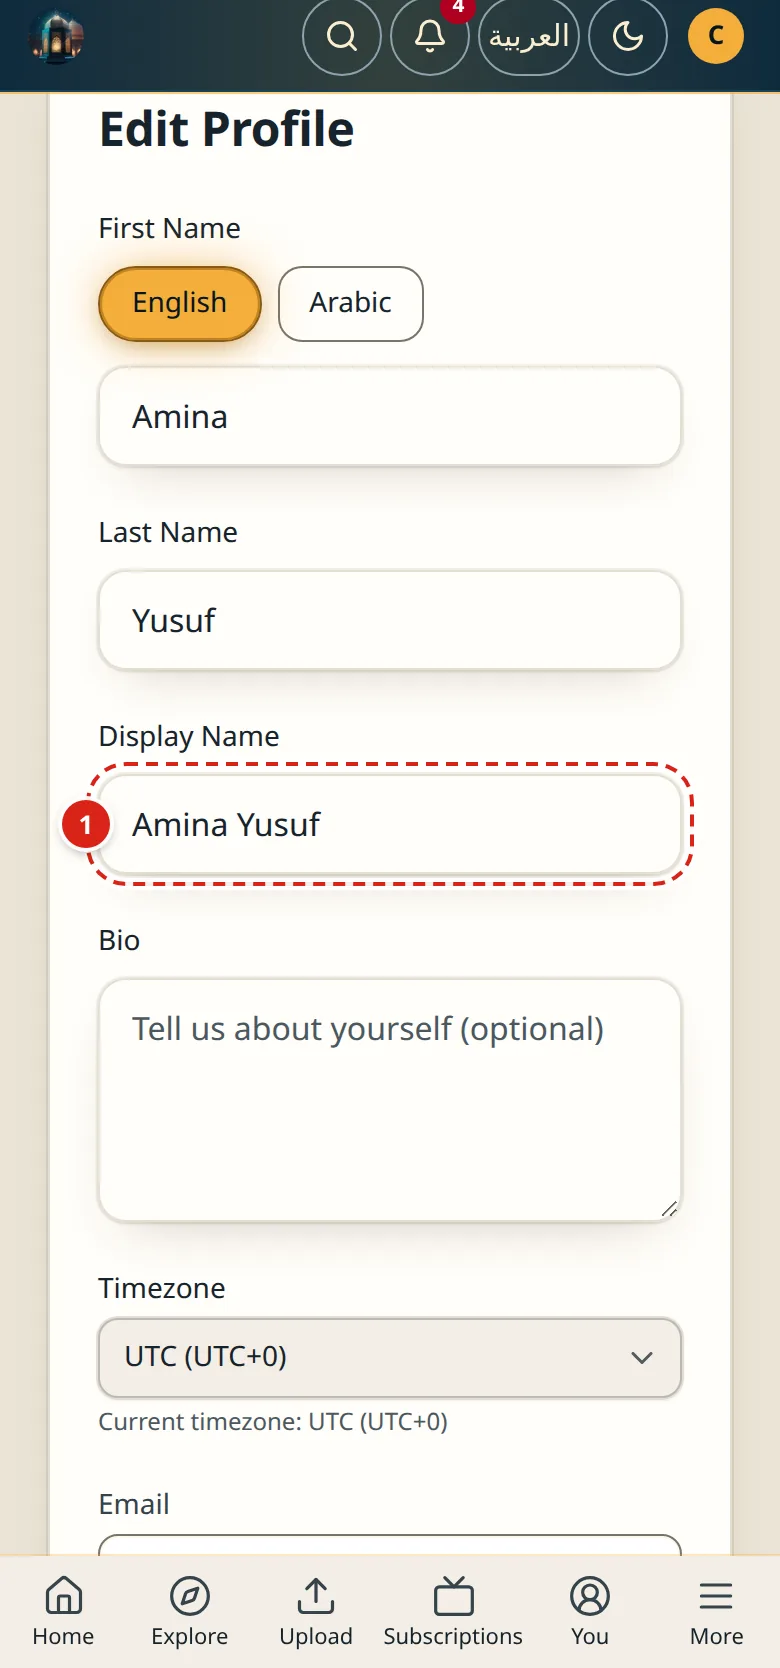 4
العربية
C
Edit Profile
First Name
English
Arabic
Amina
Last Name
Yusuf
Display Name
1
Amina Yusuf
Bio
Tell us about yourself (optional)
Timezone
UTC (UTC+0)
Current timezone: UTC (UTC+0)
Email
Home
Explore
Upload
Subscriptions
You
More